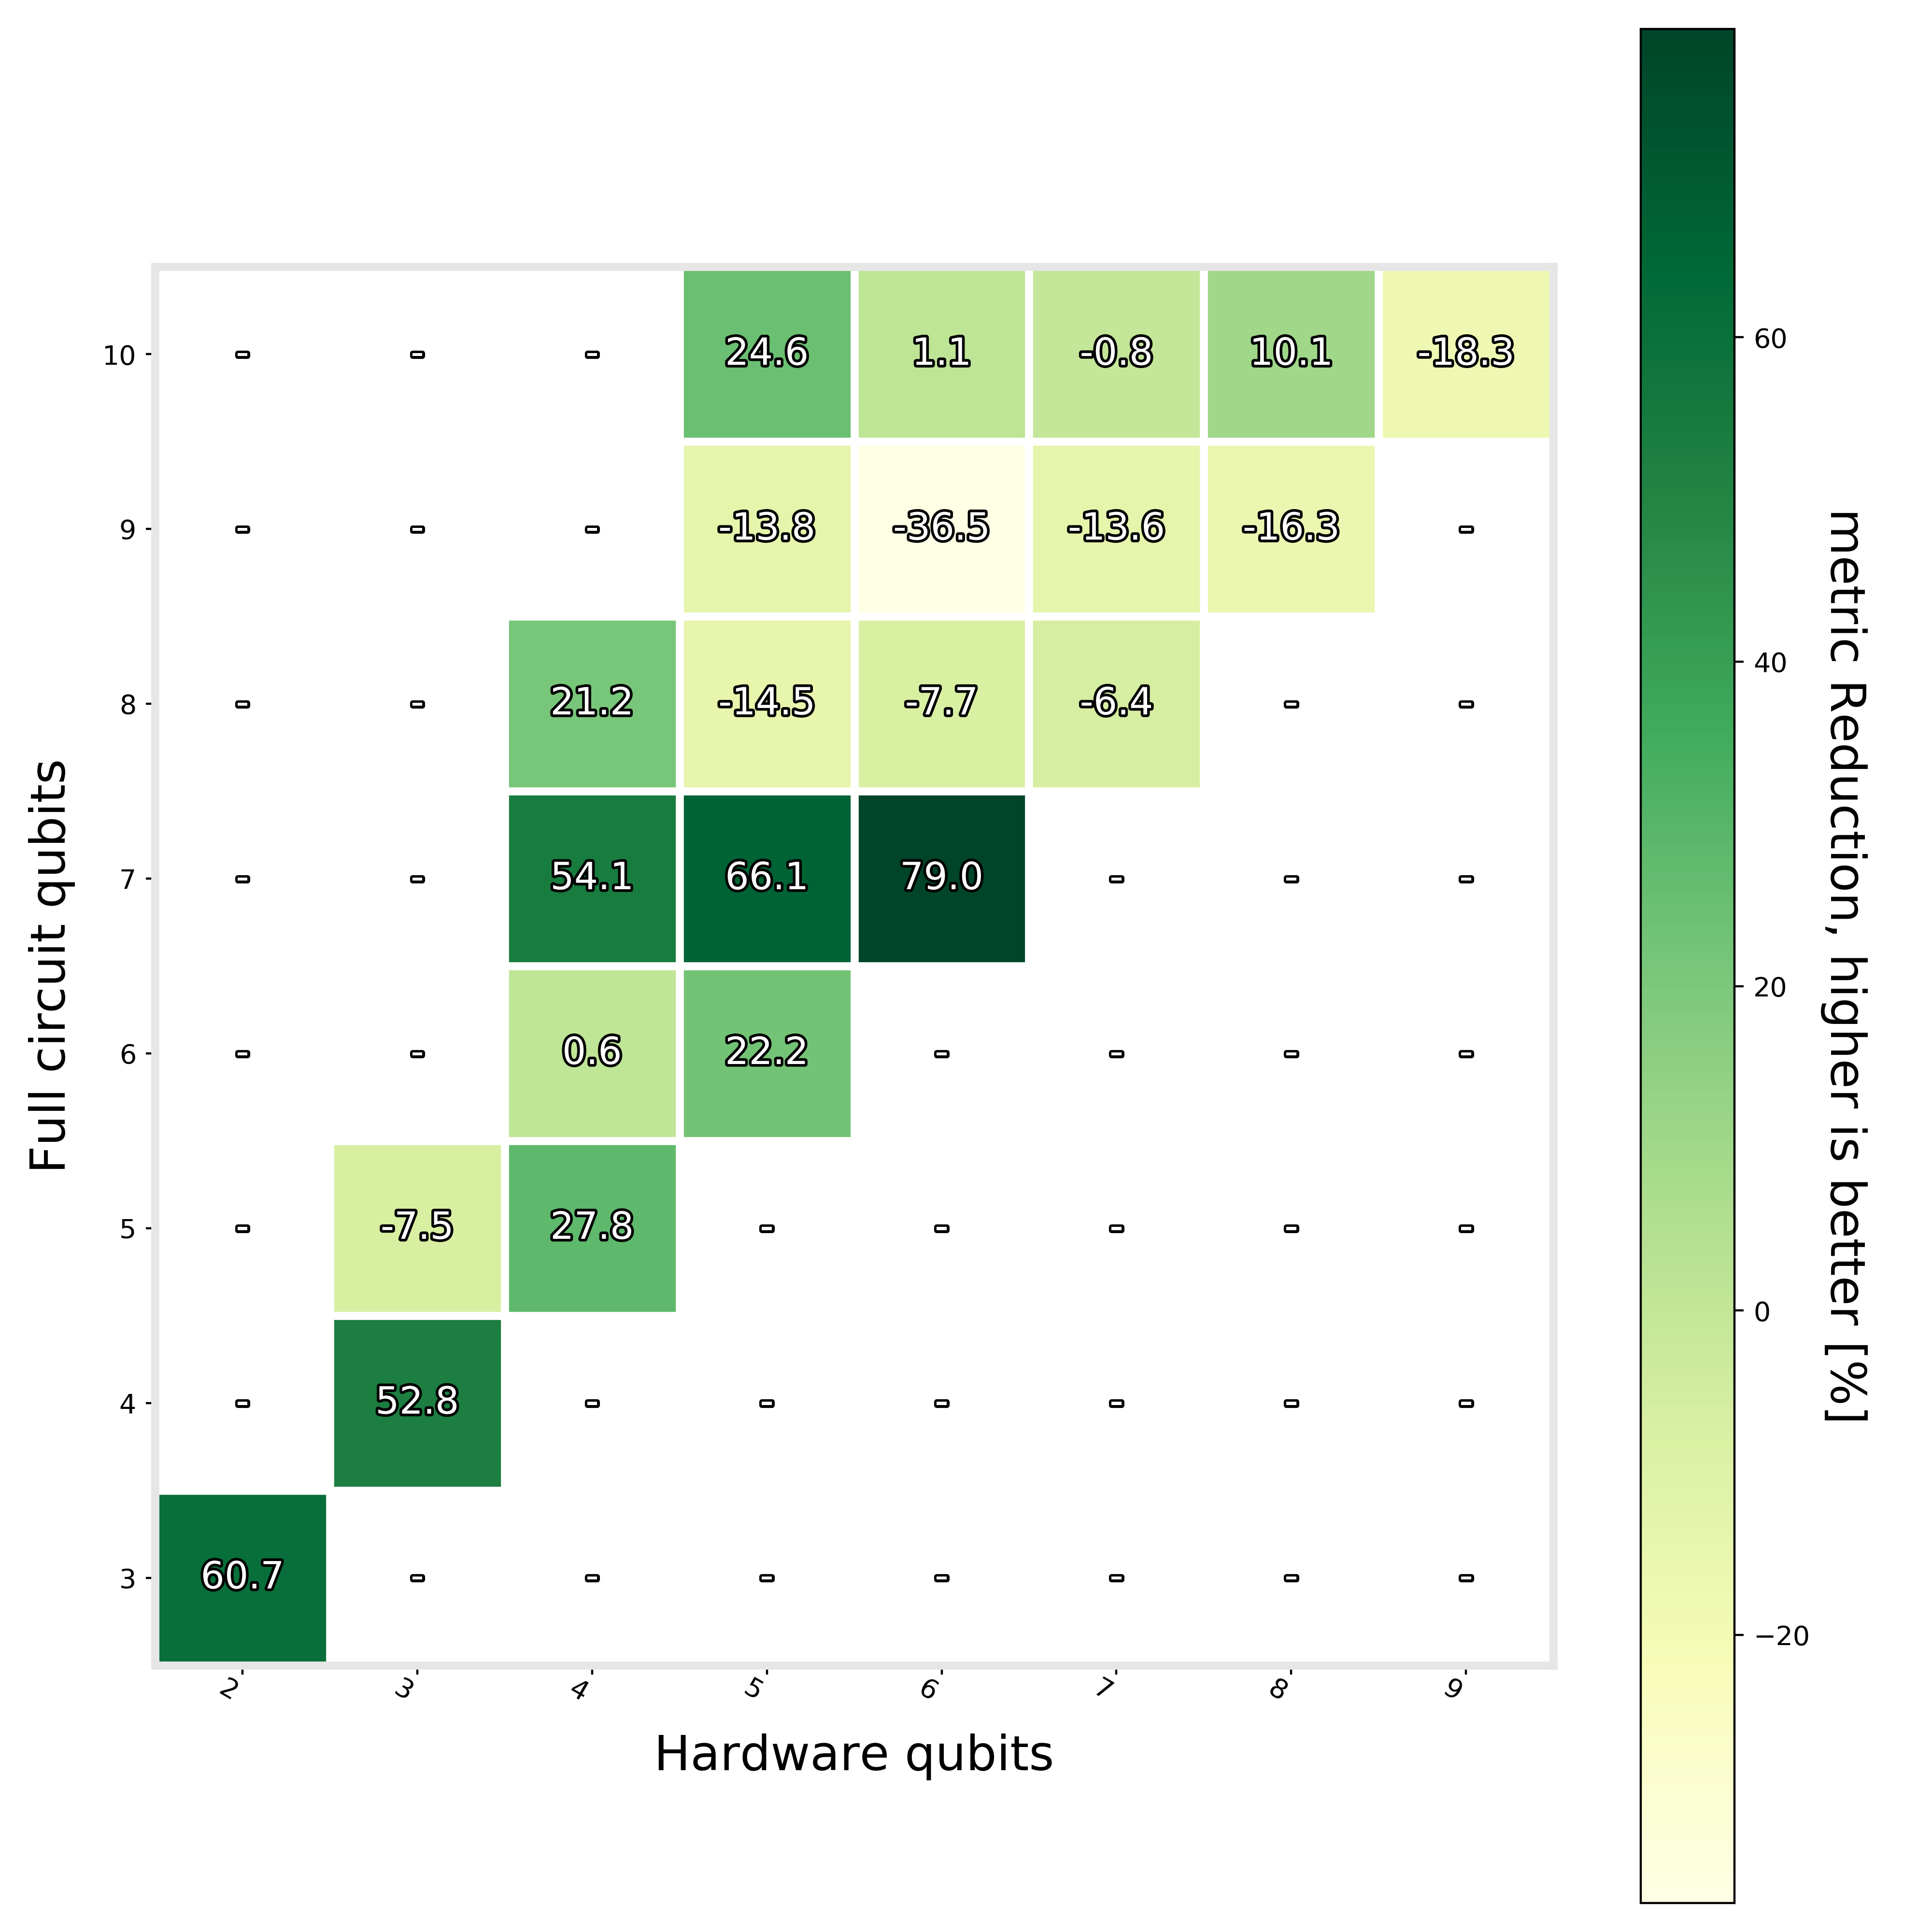 10 - - - 24.6 1.1 -0.8 10.1 -18.3
9 - - - -13.8 -36.5 -13.6 -16.3 -
8 - - 21.2 -14.5 -7.7 -6.4 - -
7 - - 54.1 66.1 79.0 - - -
6 - - 0.6 22.2 - - - -
5 - -7.5 27.8 - - - - -
4 - 52.8 - - - - - -
3 60.7 - - - - - - -
2 3 4 5 6 7 8 9
Hardware qubits
Full circuit qubits
60
40
20
0
−20
metric Reduction, higher is better [%]